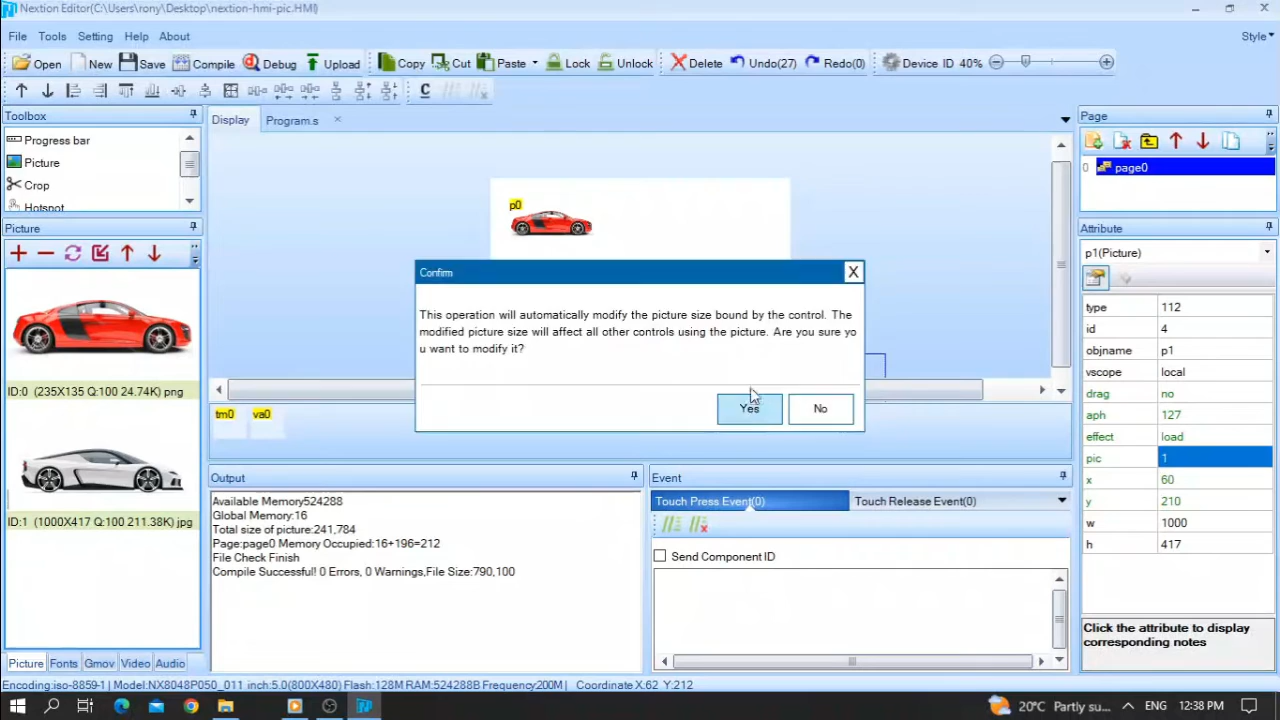 Nextion Editor(C:\Users\rony\Desktop\nextion-hmi-pic.HMI)
File Tools Setting Help About Style
Open New Save Compile Debug Upload Copy Cut Paste Lock Unlock Delete Undo(27) Redo(0) Device ID 40%
Toolbox
Progress bar
Picture
Crop
Hotspot
Picture
ID:0 (235X135 Q:100 24.74K) png
ID:1 (1000X417 Q:100 211.38K) jpg
Picture Fonts Gmov Video Audio
Display Program.s
p0
Confirm
X
This operation will automatically modify the picture size bound by the control. The
modified picture size will affect all other controls using the picture. Are you sure yo
u want to modify it?
Yes No
tm0 va0
Output
Available Memory524288
Global Memory:16
Total size of picture:241,784
Page:page0 Memory Occupied:16+196=212
File Check Finish
Compile Successful! 0 Errors, 0 Warnings,File Size:790,100
Event
Touch Press Event(0) Touch Release Event(0)
Send Component ID
Page
0 page0
Attribute
p1(Picture)
type 112
id 4
objname p1
vscope local
drag no
aph 127
effect load
pic 1
x 60
y 210
w 1000
h 417
Click the attribute to display
corresponding notes
Encoding:iso-8859-1 Model:NX8048P050_011 inch:5.0(800X480) Flash:128M RAM:524288B Frequency:200M Coordinate X:62 Y:212
20°C Partly su... ENG 12:38 PM